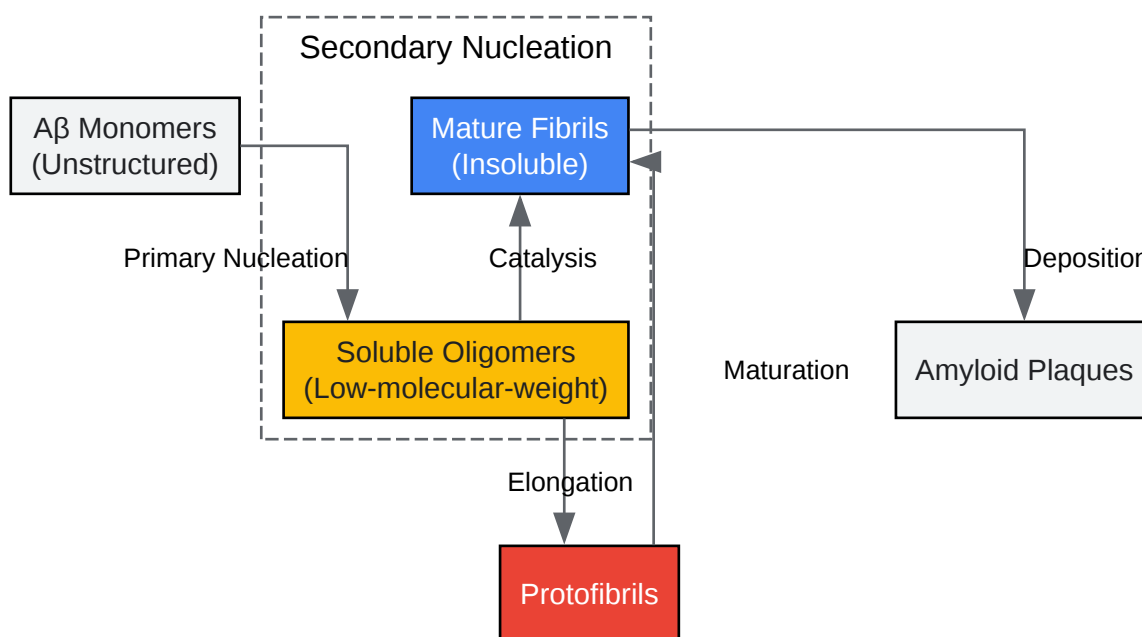 Secondary Nucleation
Aβ Monomers
(Unstructured)
Mature Fibrils
(Insoluble)
Primary Nucleation
Catalysis
Deposition
Soluble Oligomers
(Low-molecular-weight)
Maturation
Amyloid Plaques
Elongation
Protofibrils